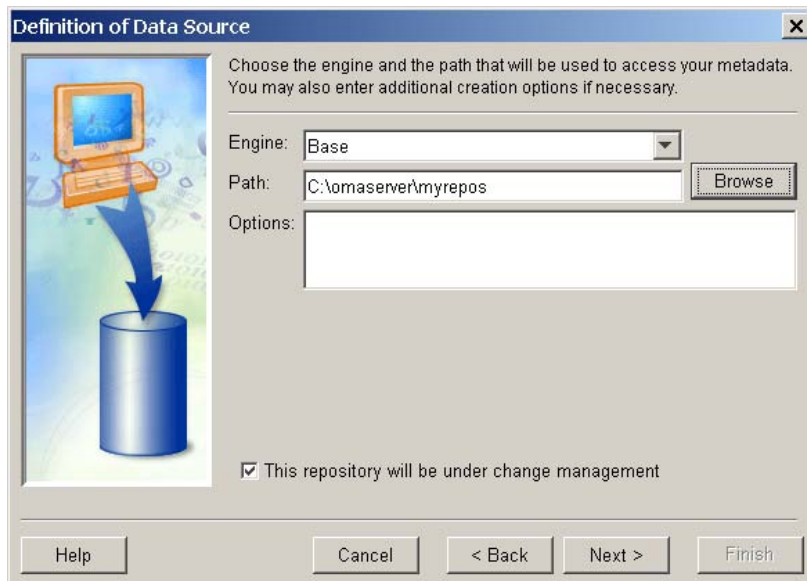 Definition of Data Source
Choose the engine and the path that will be used to access your metadata.
You may also enter additional creation options if necessary.
Engine: Base
Path: C:\omaserver\myrepos Browse
Options:
This repository will be under change management
Help Cancel < Back Next > Finish